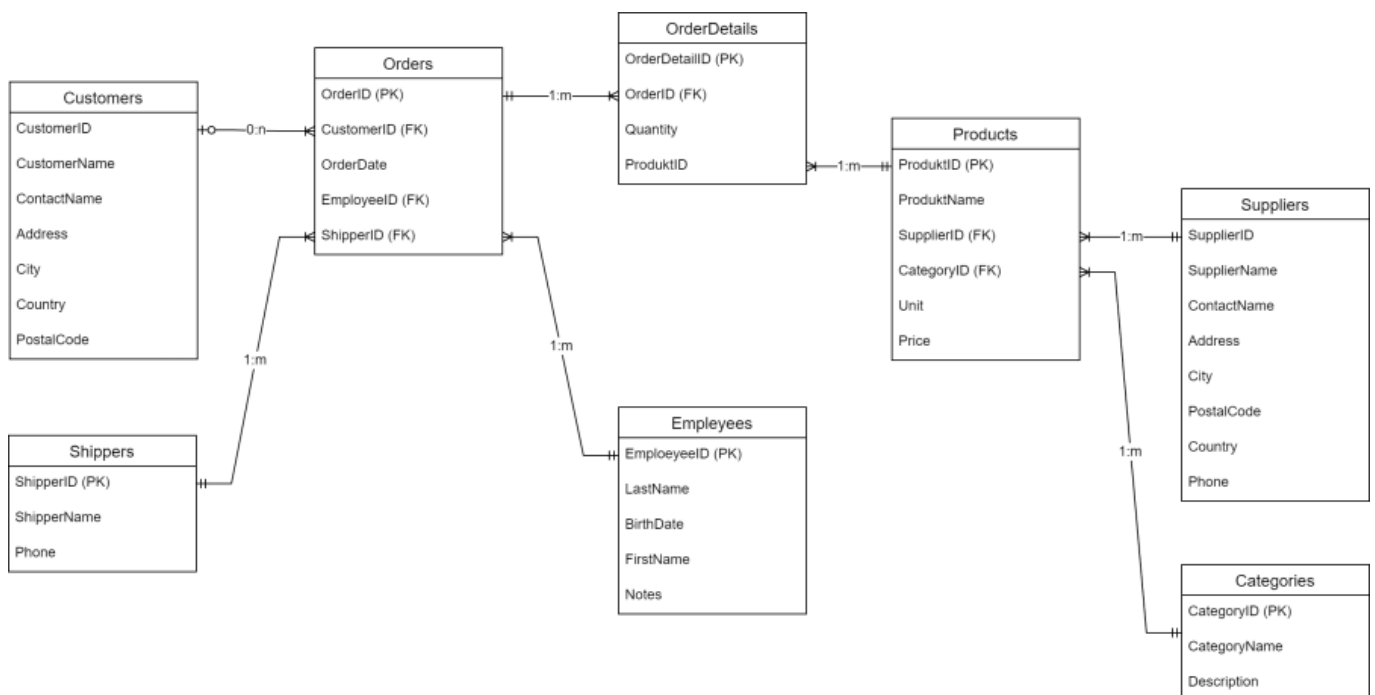 Customers
CustomerID
CustomerName
ContactName
Address
City
Country
PostalCode
0:n
Orders
OrderID (PK)
CustomerID (FK)
OrderDate
EmployeeID (FK)
ShipperID (FK)
1:m
OrderDetails
OrderDetailID (PK)
OrderID (FK)
Quantity
ProduktID
1:m
Products
ProduktID (PK)
ProduktName
SupplierID (FK)
CategoryID (FK)
Unit
Price
1:m
Suppliers
SupplierID
SupplierName
ContactName
Address
City
PostalCode
Country
Phone
1:m
Shippers
ShipperID (PK)
ShipperName
Phone
1:m
Empleyees
EmploeyeeID (PK)
LastName
BirthDate
FirstName
Notes
1:m
Categories
CategoryID (PK)
CategoryName
Description